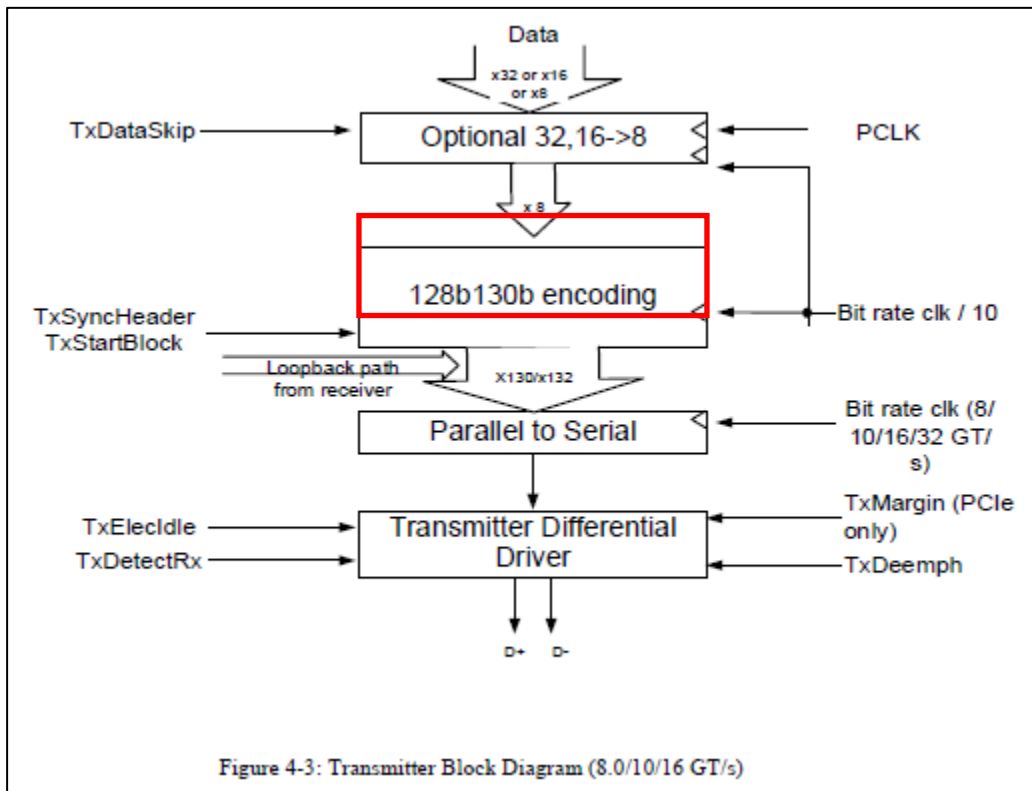 Data
x32 or x16
or x8
TxDataSkip
Optional 32,16->8
PCLK
x 8
128b130b encoding
TxSyncHeader
TxStartBlock
Bit rate clk / 10
Loopback path
from receiver
X130/x132
Parallel to Serial
Bit rate clk (8/
10/16/32 GT/
s)
TxElecIdle
TxDetectRx
Transmitter Differential
Driver
TxMargin (PCIe
only)
TxDeemph
D+
D-
Figure 4-3: Transmitter Block Diagram (8.0/10/16 GT/s)